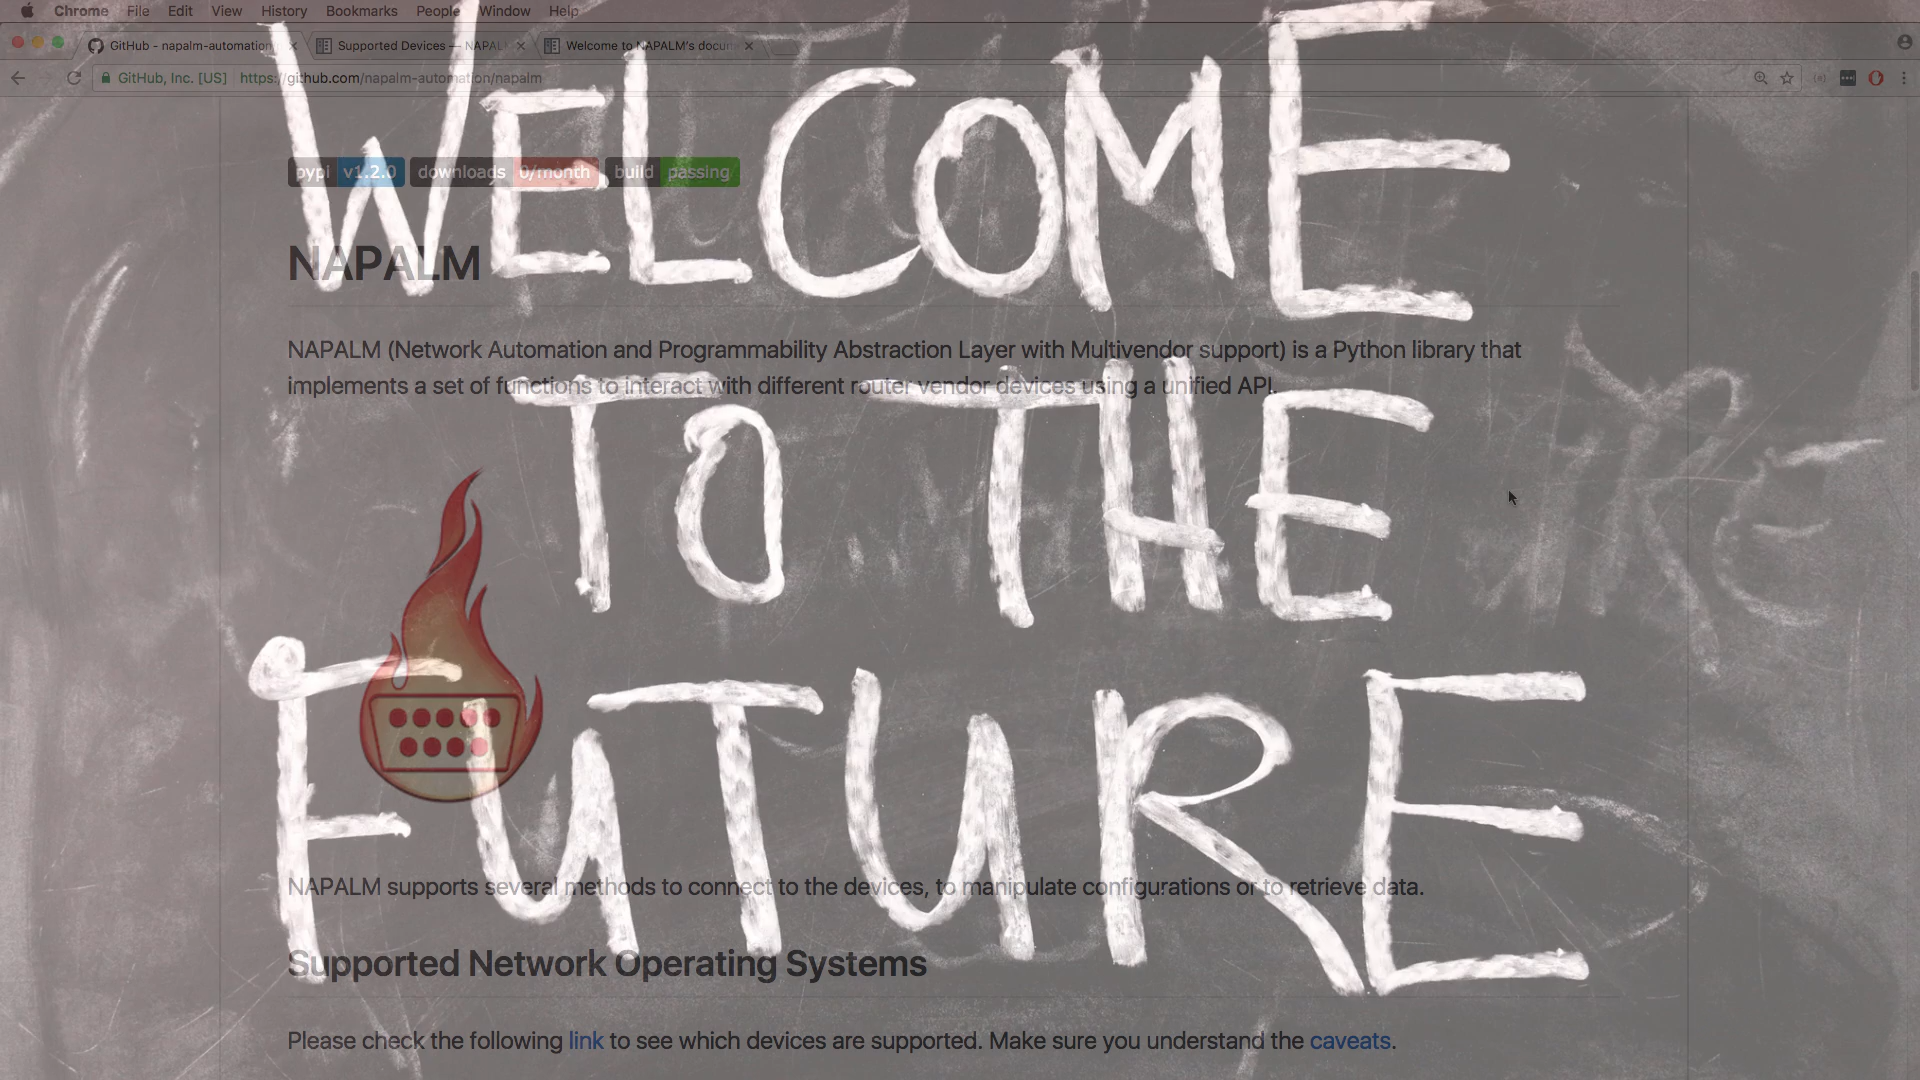 Chrome File Edit View History Bookmarks People Window Help
GitHub - napalm-automation Supported Devices — NAPAL Welcome to NAPALM's docum
GitHub, Inc. [US] https://github.com/napalm-automation/napalm
WELCOME
pypi v1.2.0 downloads 0/month build passing
NAPALM
NAPALM (Network Automation and Programmability Abstraction Layer with Multivendor support) is a Python library that
implements a set of functions to interact with different router vendor devices using a unified API.
TO THE
FUTURE
NAPALM supports several methods to connect to the devices, to manipulate configurations or to retrieve data.
Supported Network Operating Systems
Please check the following link to see which devices are supported. Make sure you understand the caveats.